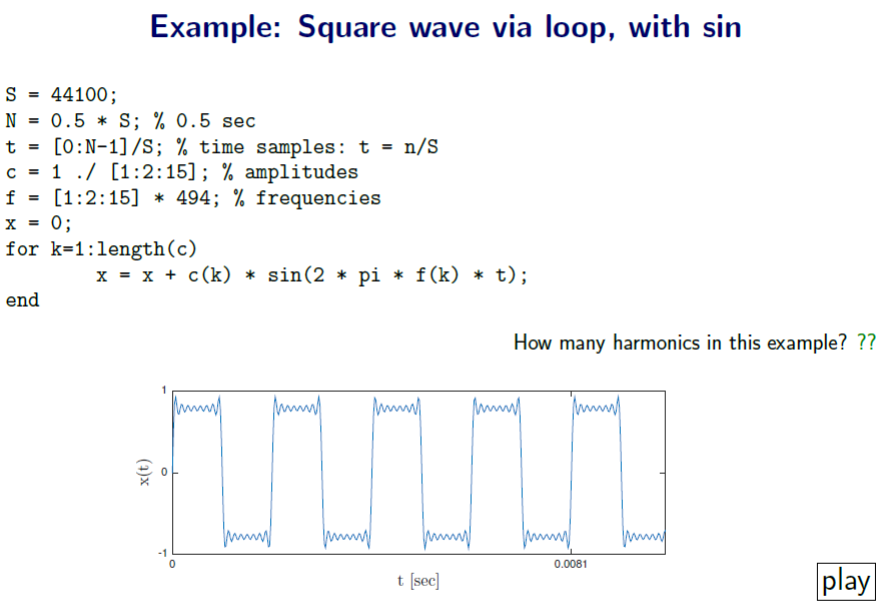 Example: Square wave via loop, with sin
S = 44100;
N = 0.5 * S; % 0.5 sec
t = [0:N-1]/S; % time samples: t = n/S
c = 1 ./ [1:2:15]; % amplitudes
f = [1:2:15] * 494; % frequencies
x = 0;
for k=1:length(c)
x = x + c(k) * sin(2 * pi * f(k) * t);
end
How many harmonics in this example? ??
1
0
-1
x(t)
0
0.0081
t [sec]
play